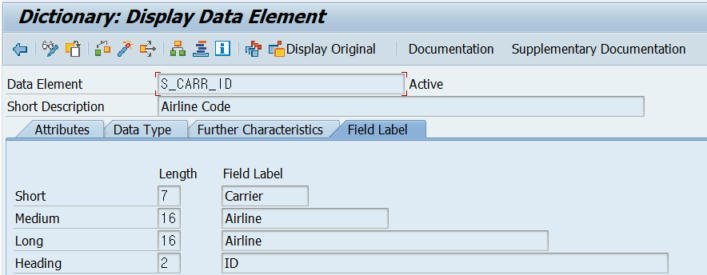 Dictionary: Display Data Element
Display Original Documentation Supplementary Documentation
Data Element S_CARR_ID Active
Short Description Airline Code
Attributes Data Type Further Characteristics Field Label
Length Field Label
Short 7 Carrier
Medium 16 Airline
Long 16 Airline
Heading 2 ID